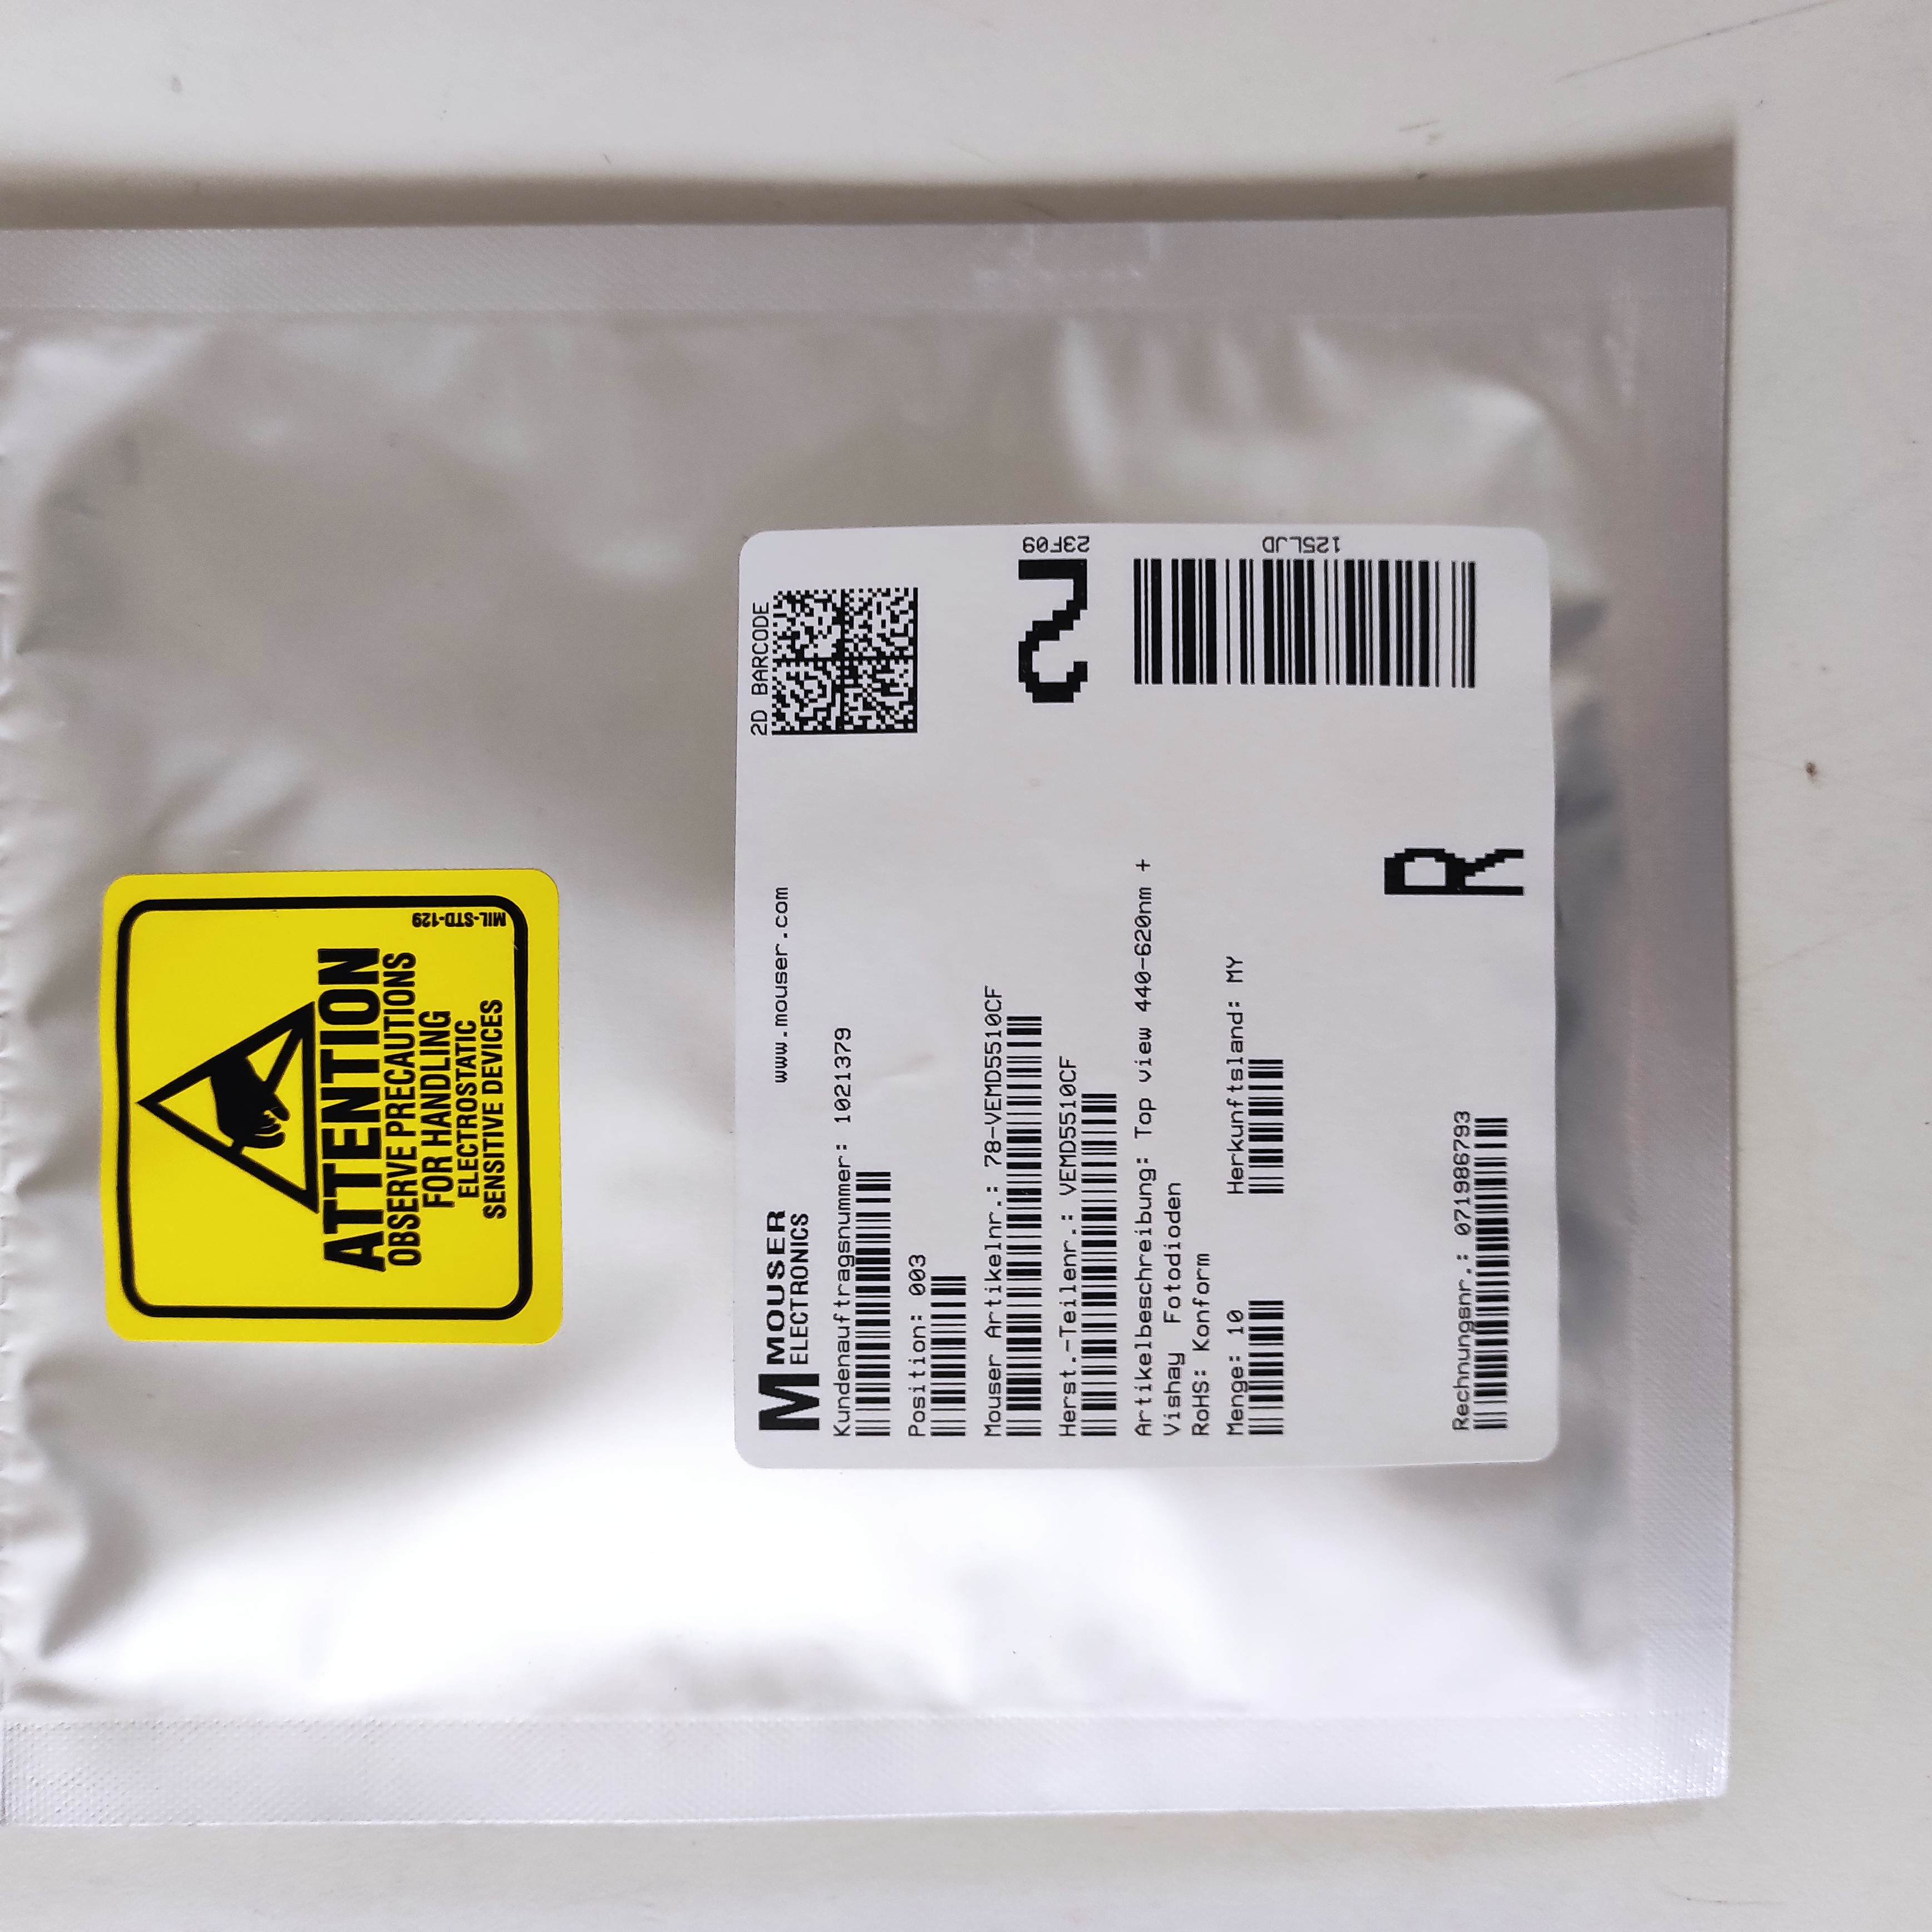 ATTENTION
OBSERVE PRECAUTIONS
FOR HANDLING
ELECTROSTATIC
SENSITIVE DEVICES
MIL-STD-129
M MOUSER
ELECTRONICS
www.mouser.com
2D BARCODE
Kundenauftragsnummer: 1021379
Position: 003
Mouser Artikelnr.: 78-VEMD5510CF
Herst.-Teilenr.: VEMD5510CF
Artikelbeschreibung: Top view 440-620nm +
Vishay Fotodioden
RoHS: Konform
Menge: 10
Herkunftsland: MY
Rechnungsnr.: 071986793
23F09
2
125LJD
R